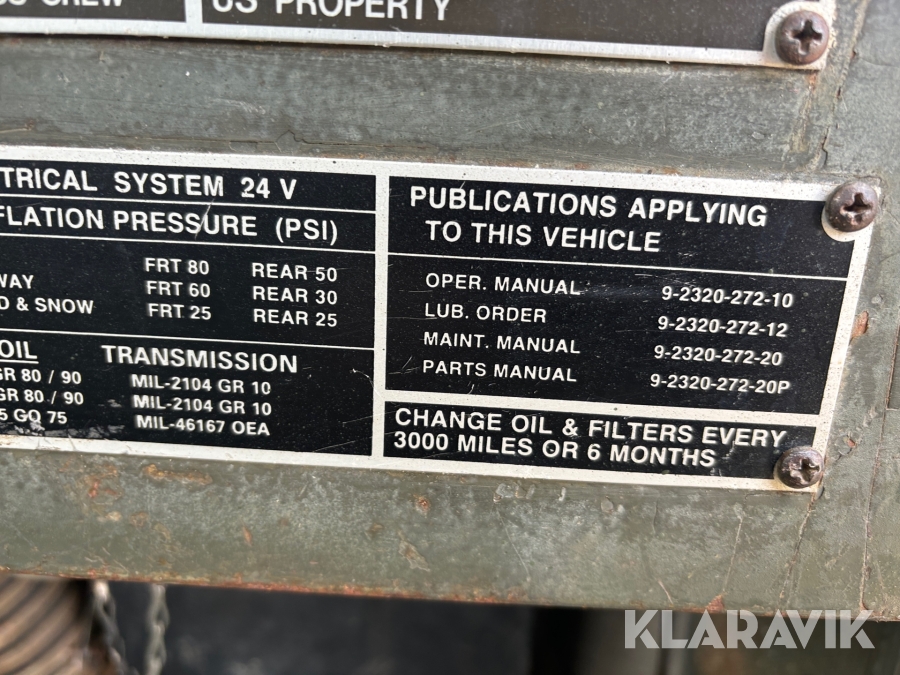 US PROPERTY
TRICAL SYSTEM 24 V
FLATION PRESSURE (PSI)
FRT 80 REAR 50
WAY FRT 60 REAR 30
D & SNOW FRT 25 REAR 25
OIL TRANSMISSION
GR 80 / 90 MIL-2104 GR 10
GR 80 / 90 MIL-2104 GR 10
5 GO 75 MIL-46167 OEA
PUBLICATIONS APPLYING
TO THIS VEHICLE
OPER. MANUAL 9-2320-272-10
LUB. ORDER 9-2320-272-12
MAINT. MANUAL 9-2320-272-20
PARTS MANUAL 9-2320-272-20P
CHANGE OIL & FILTERS EVERY
3000 MILES OR 6 MONTHS
KLARAVIK